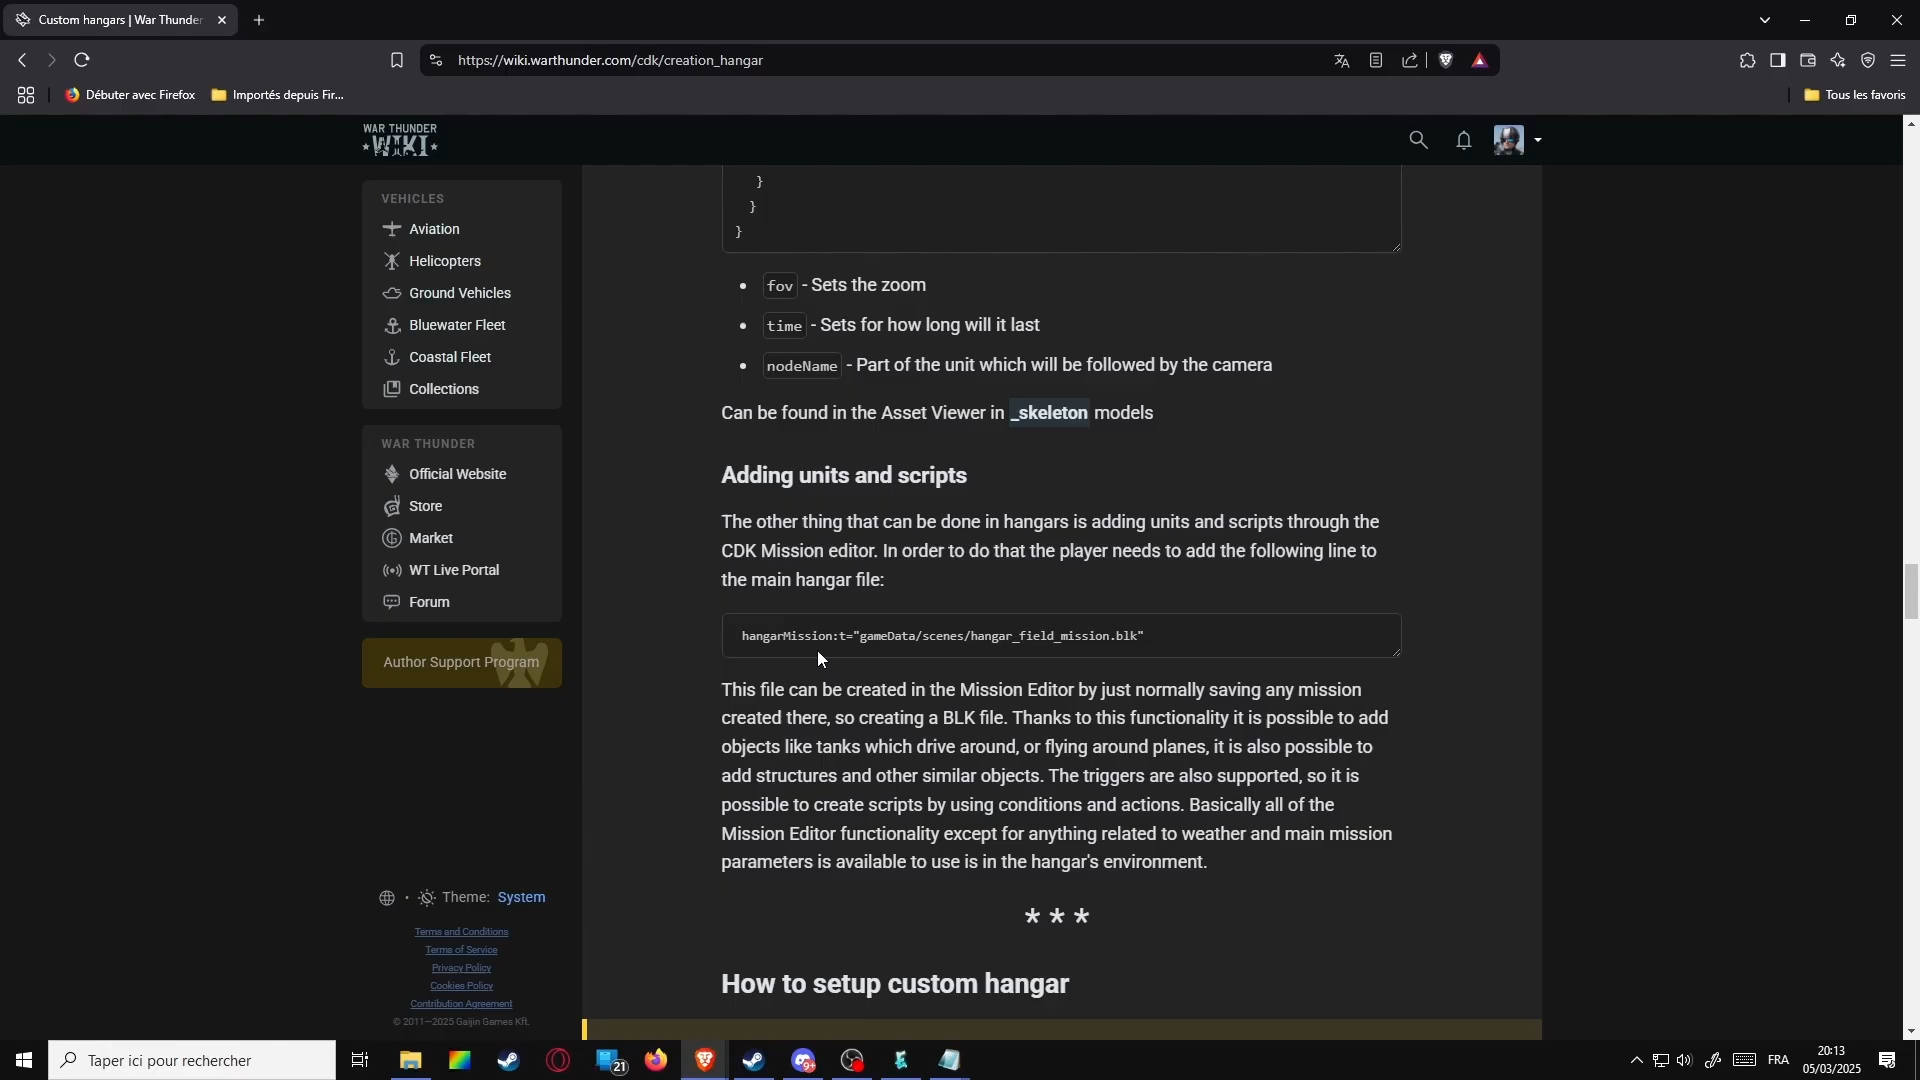 Custom hangars | War Thunder
https://wiki.warthunder.com/cdk/creation_hangar
Débuter avec Firefox
Importés depuis Fir...
Tous les favoris
WAR THUNDER
WIKI
VEHICLES
Aviation
Helicopters
Ground Vehicles
Bluewater Fleet
Coastal Fleet
Collections
WAR THUNDER
Official Website
Store
Market
WT Live Portal
Forum
Author Support Program
Theme: System
Terms and Conditions
Terms of Service
Privacy Policy
Cookies Policy
Contribution Agreement
© 2011—2025 Gaijin Games Kft.
}
}
}
fov - Sets the zoom
time - Sets for how long will it last
nodeName - Part of the unit which will be followed by the camera
Can be found in the Asset Viewer in _skeleton models
Adding units and scripts
The other thing that can be done in hangars is adding units and scripts through the
CDK Mission editor. In order to do that the player needs to add the following line to
the main hangar file:
hangarMission:t="gameData/scenes/hangar_field_mission.blk"
This file can be created in the Mission Editor by just normally saving any mission
created there, so creating a BLK file. Thanks to this functionality it is possible to add
objects like tanks which drive around, or flying around planes, it is also possible to
add structures and other similar objects. The triggers are also supported, so it is
possible to create scripts by using conditions and actions. Basically all of the
Mission Editor functionality except for anything related to weather and main mission
parameters is available to use is in the hangar's environment.
* * *
How to setup custom hangar
Taper ici pour rechercher
21
9+
FRA
20:13
05/03/2025